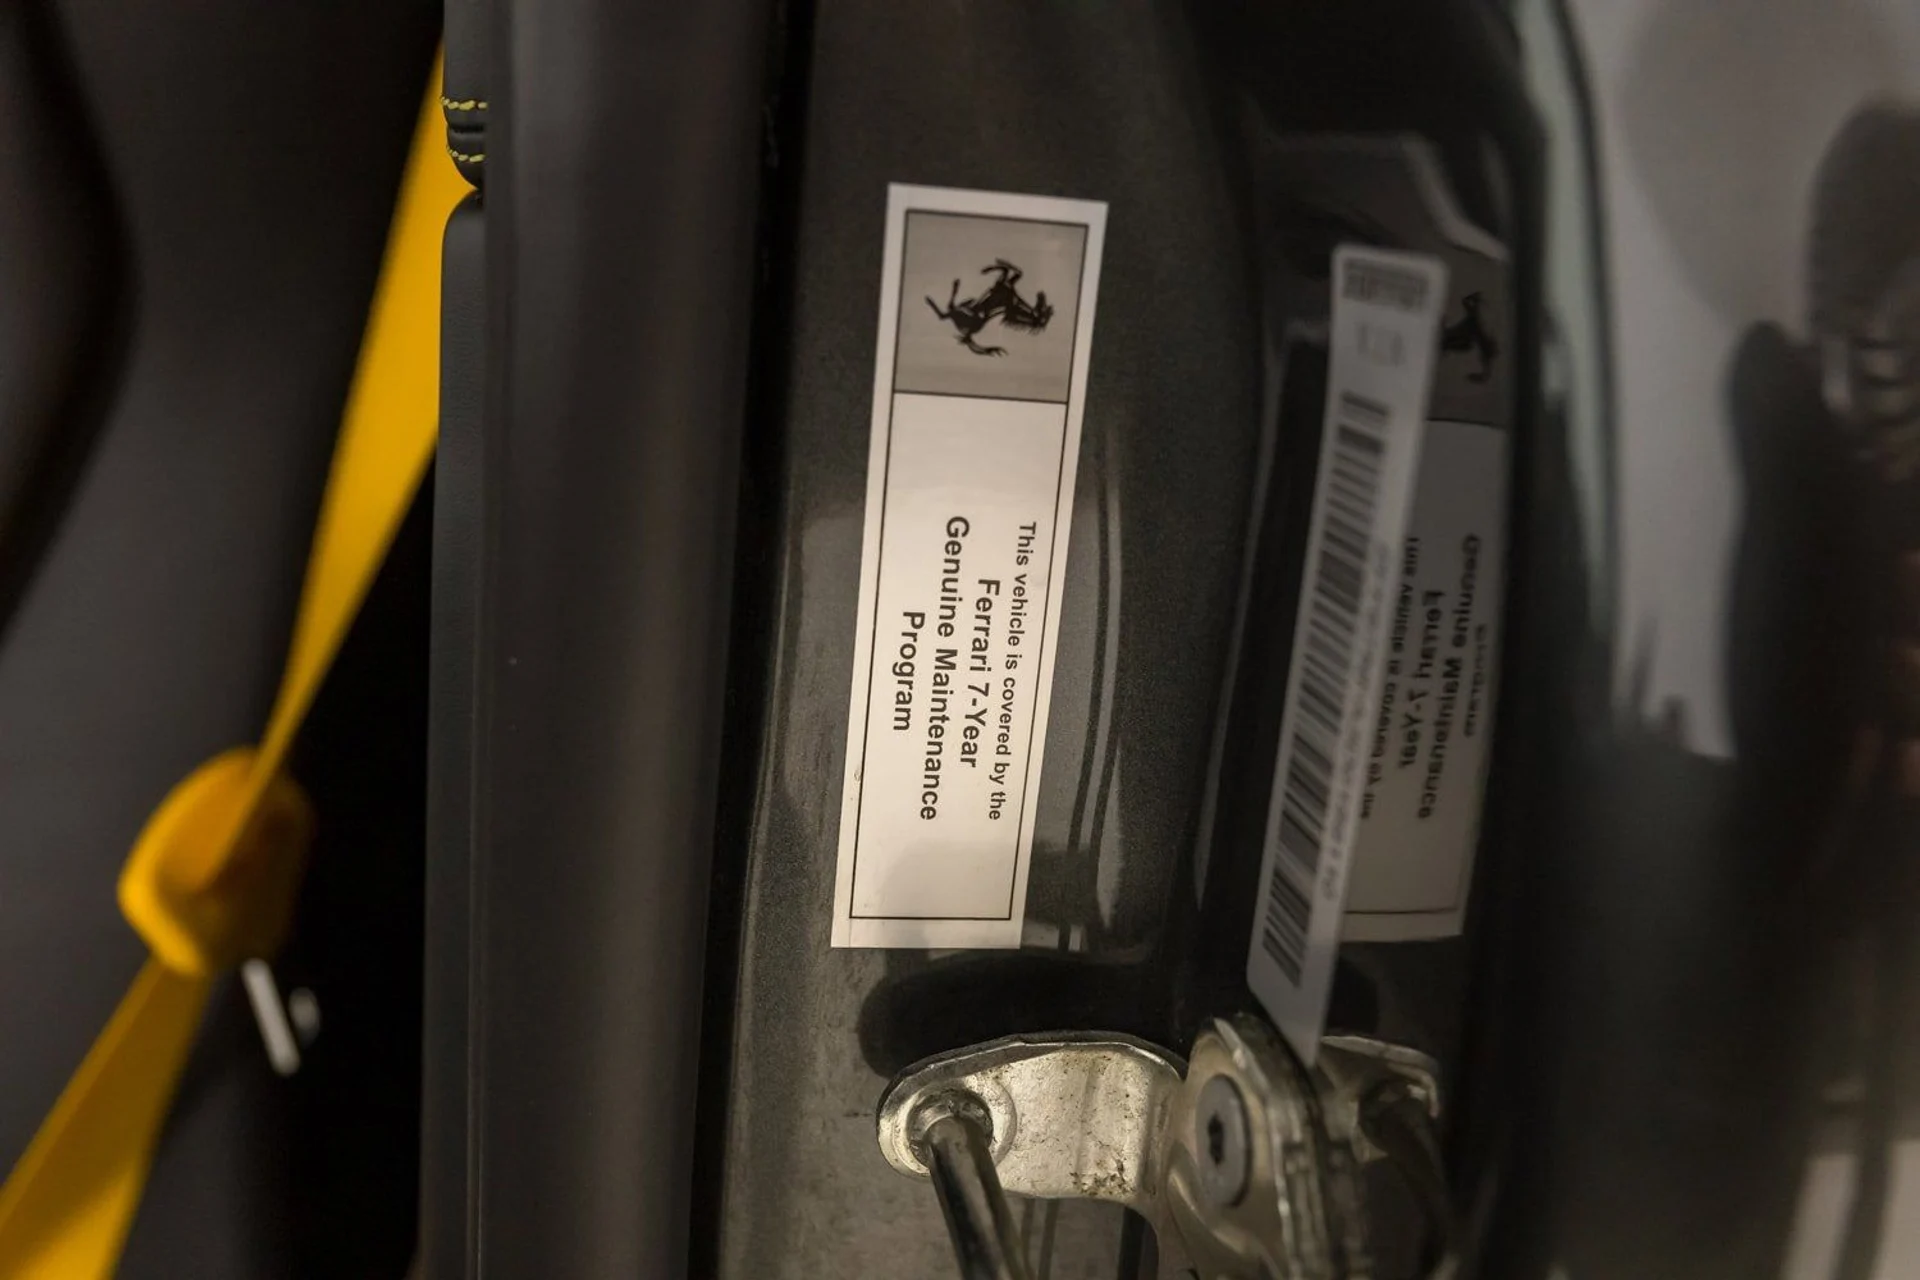 This vehicle is covered by the
Ferrari 7-Year
Genuine Maintenance
Program